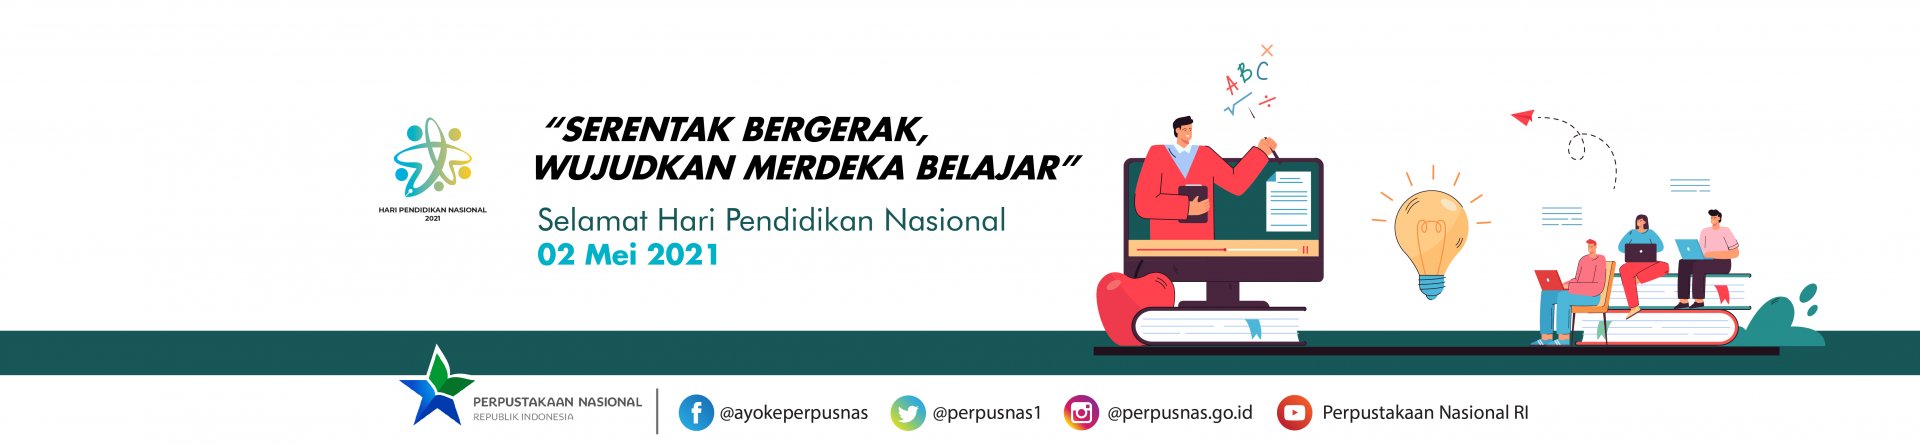 “SERENTAK BERGERAK,
WUJUDKAN MERDEKA BELAJAR”
HARI PENDIDIKAN NASIONAL
2021
Selamat Hari Pendidikan Nasional
02 Mei 2021
ABC
PERPUSTAKAAN NASIONAL
REPUBLIK INDONESIA
@ayokeperpusnas
@perpusnas1
@perpusnas.go.id
Perpustakaan Nasional RI